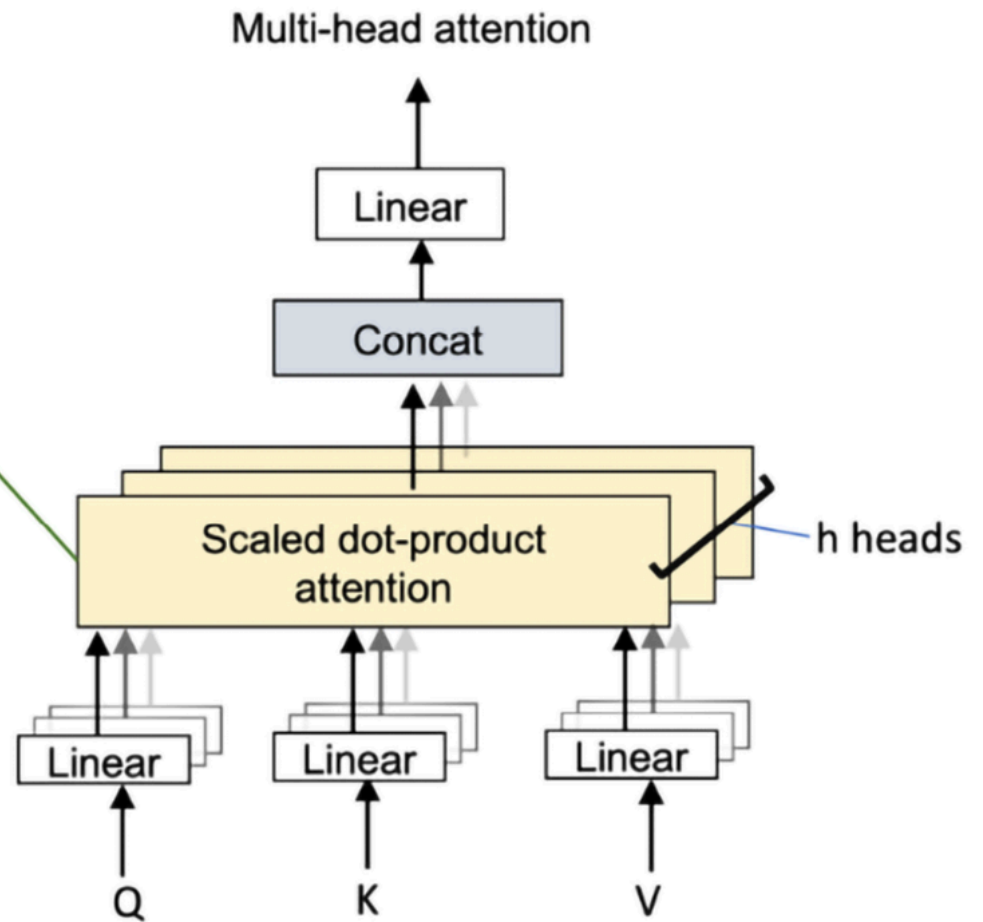 Multi-head attention
Linear
Concat
Scaled dot-product
attention
h heads
Linear
Linear
Linear
Q
K
V